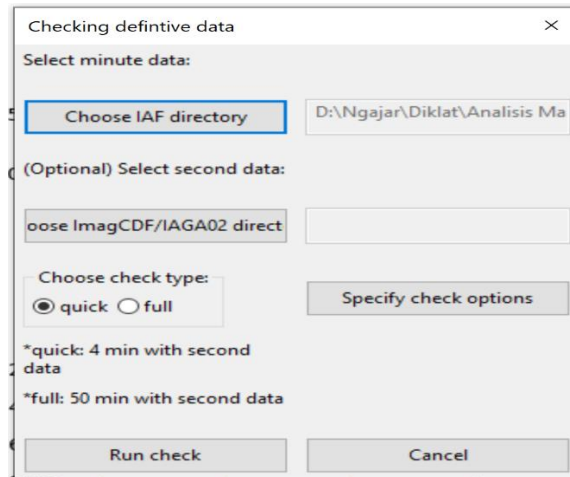 Checking defintive data
Select minute data:
Choose IAF directory
D:\Ngajar\Diklat\Analisis Ma
(Optional) Select second data:
oose ImagCDF/IAGA02 direct
Choose check type:
quick full
Specify check options
*quick: 4 min with second
data
*full: 50 min with second data
Run check
Cancel